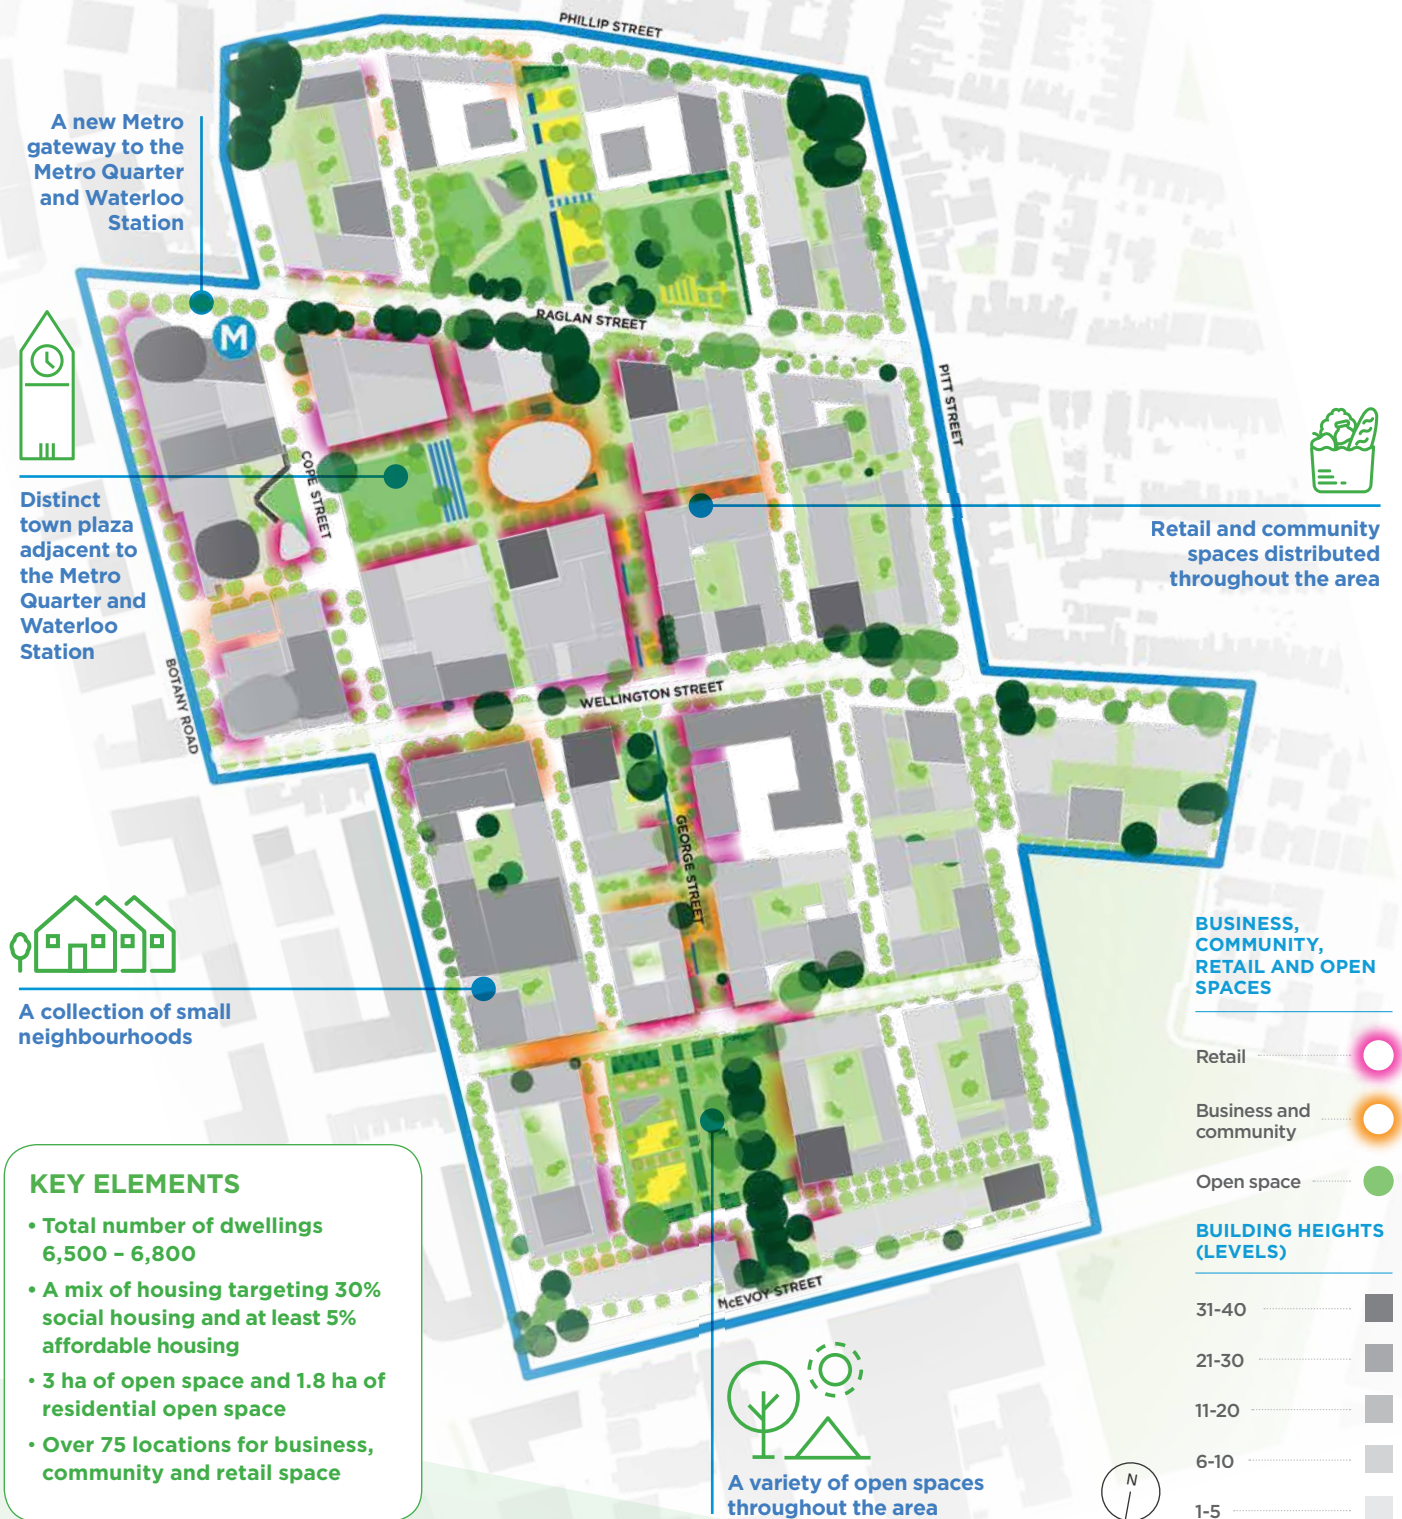 PHILLIP STREET
A new Metro
gateway to the
Metro Quarter
and Waterloo
Station
M
RAGLAN STREET
PITT STREET
COPE STREET
Distinct
town plaza
adjacent to
the Metro
Quarter and
Waterloo
Station
Retail and community
spaces distributed
throughout the area
BOTANY ROAD
WELLINGTON STREET
GEORGE STREET
A collection of small
neighbourhoods
BUSINESS,
COMMUNITY,
RETAIL AND OPEN
SPACES
Retail
Business and
community
Open space
BUILDING HEIGHTS
(LEVELS)
31-40
21-30
11-20
6-10
1-5
KEY ELEMENTS
• Total number of dwellings
6,500 – 6,800
• A mix of housing targeting 30%
social housing and at least 5%
affordable housing
• 3 ha of open space and 1.8 ha of
residential open space
• Over 75 locations for business,
community and retail space
McEVOY STREET
A variety of open spaces
throughout the area
N